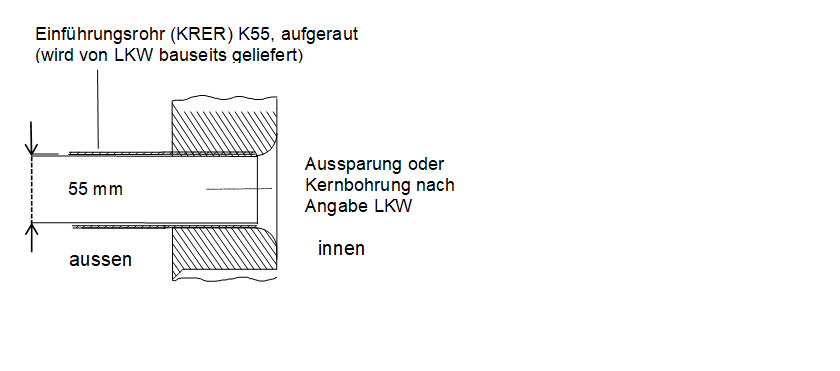 Einführungsrohr (KRER) K55, aufgeraut
(wird von LKW bauseits geliefert)
Aussparung oder
Kernbohrung nach
Angabe LKW
55 mm
innen
aussen